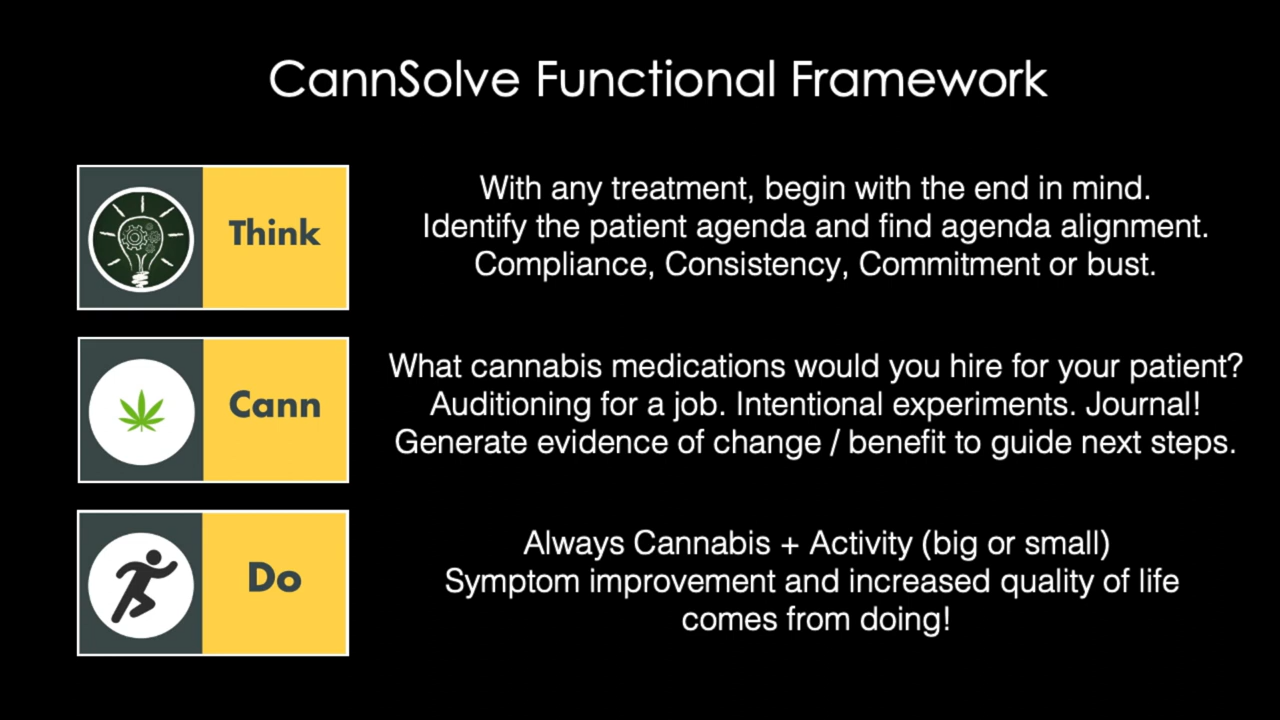 CannSolve Functional Framework
Think
With any treatment, begin with the end in mind.
Identify the patient agenda and find agenda alignment.
Compliance, Consistency, Commitment or bust.
Cann
What cannabis medications would you hire for your patient?
Auditioning for a job. Intentional experiments. Journal!
Generate evidence of change / benefit to guide next steps.
Do
Always Cannabis + Activity (big or small)
Symptom improvement and increased quality of life
comes from doing!